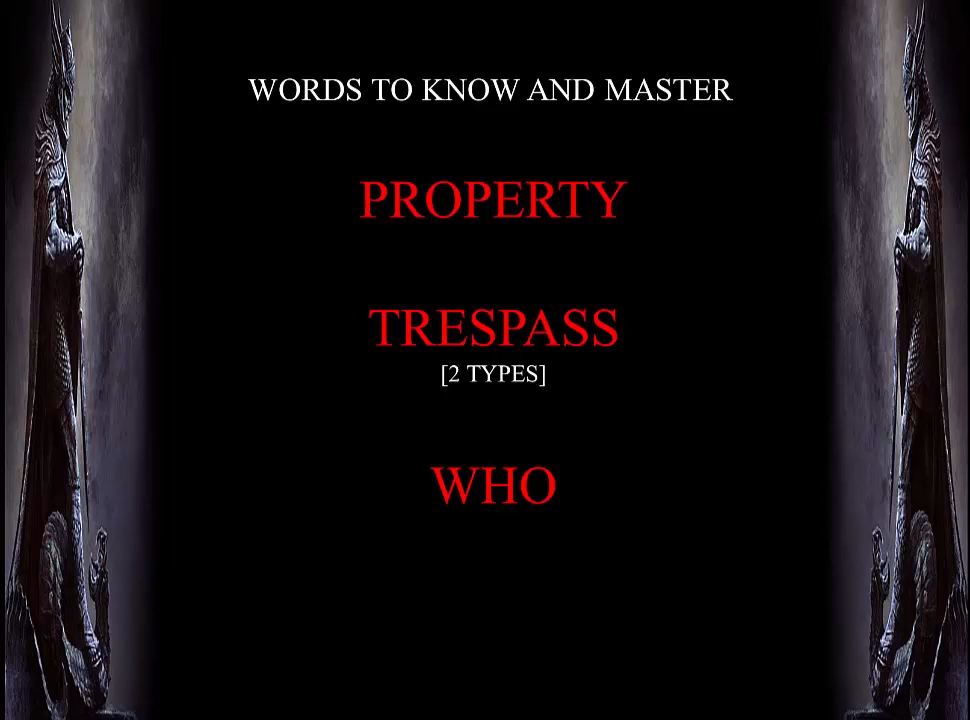 WORDS TO KNOW AND MASTER
PROPERTY
TRESPASS
[2 TYPES]
WHO